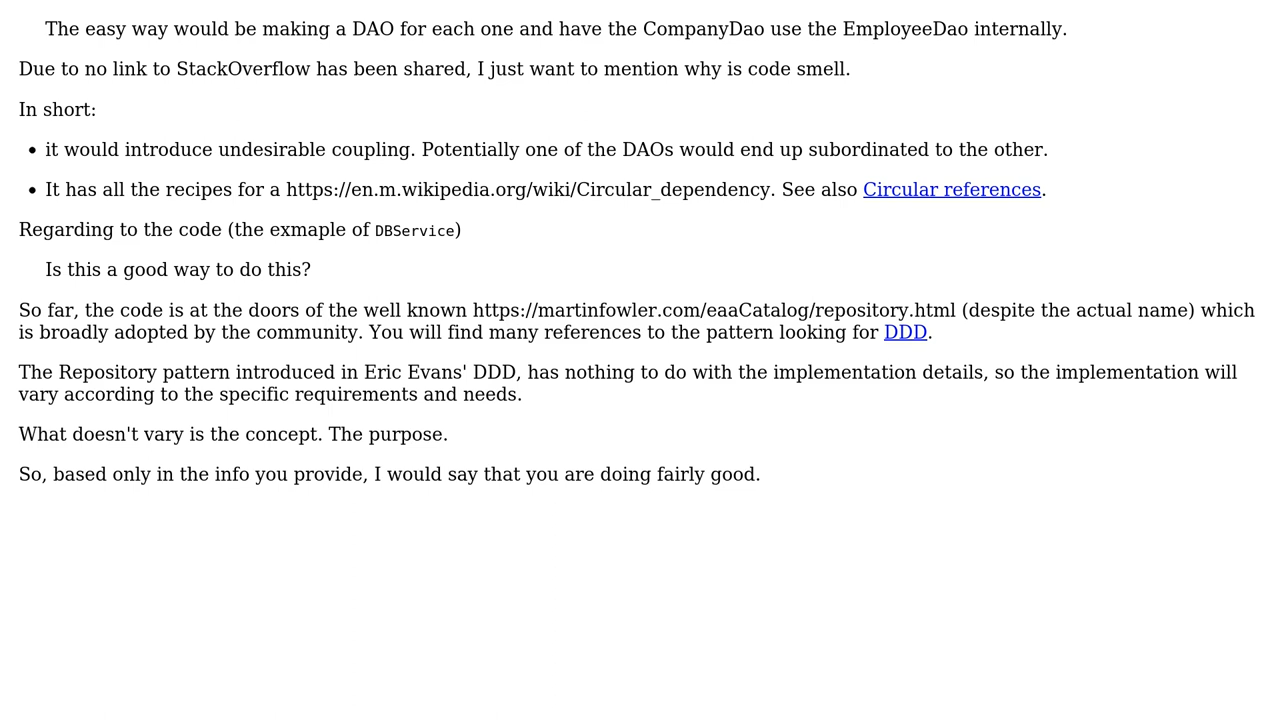 The easy way would be making a DAO for each one and have the CompanyDao use the EmployeeDao internally.
Due to no link to StackOverflow has been shared, I just want to mention why is code smell.
In short:
• it would introduce undesirable coupling. Potentially one of the DAOs would end up subordinated to the other.
• It has all the recipes for a https://en.m.wikipedia.org/wiki/Circular_dependency. See also Circular references.
Regarding to the code (the exmaple of DBService)
Is this a good way to do this?
So far, the code is at the doors of the well known https://martinfowler.com/eaaCatalog/repository.html (despite the actual name) which
is broadly adopted by the community. You will find many references to the pattern looking for DDD.
The Repository pattern introduced in Eric Evans' DDD, has nothing to do with the implementation details, so the implementation will
vary according to the specific requirements and needs.
What doesn't vary is the concept. The purpose.
So, based only in the info you provide, I would say that you are doing fairly good.